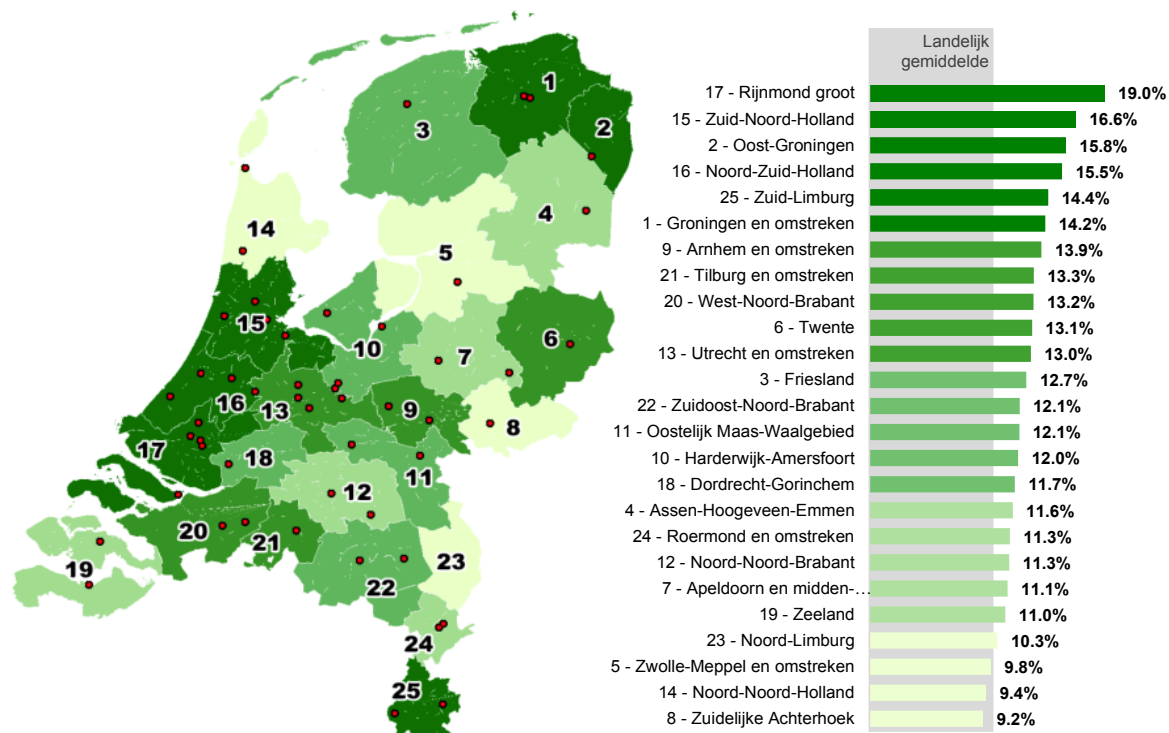 Landelijk
gemiddelde
17 - Rijnmond groot 19.0%
15 - Zuid-Noord-Holland 16.6%
2 - Oost-Groningen 15.8%
16 - Noord-Zuid-Holland 15.5%
25 - Zuid-Limburg 14.4%
1 - Groningen en omstreken 14.2%
9 - Arnhem en omstreken 13.9%
21 - Tilburg en omstreken 13.3%
20 - West-Noord-Brabant 13.2%
6 - Twente 13.1%
13 - Utrecht en omstreken 13.0%
3 - Friesland 12.7%
22 - Zuidoost-Noord-Brabant 12.1%
11 - Oostelijk Maas-Waalgebied 12.1%
10 - Harderwijk-Amersfoort 12.0%
18 - Dordrecht-Gorinchem 11.7%
4 - Assen-Hoogeveen-Emmen 11.6%
24 - Roermond en omstreken 11.3%
12 - Noord-Noord-Brabant 11.3%
7 - Apeldoorn en midden-… 11.1%
19 - Zeeland 11.0%
23 - Noord-Limburg 10.3%
5 - Zwolle-Meppel en omstreken 9.8%
14 - Noord-Noord-Holland 9.4%
8 - Zuidelijke Achterhoek 9.2%
1
2
3
4
14
5
15
6
10
7
16
13
9
8
17
18
11
12
20
21
19
23
22
24
25